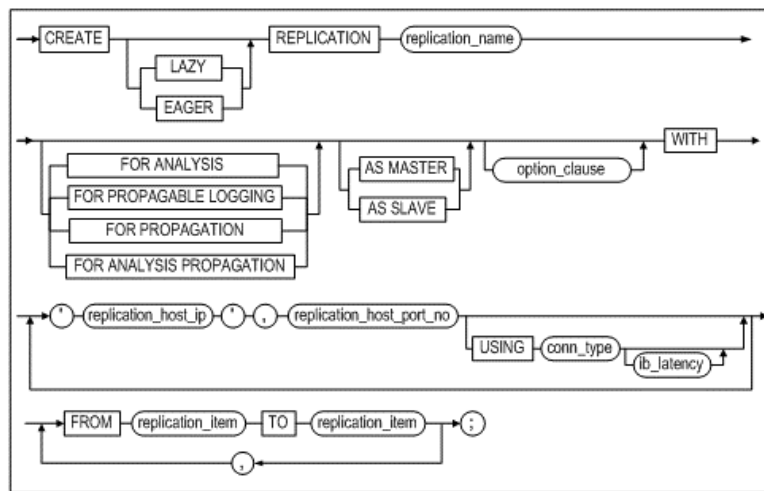 CREATE LAZY EAGER REPLICATION replication_name
FOR ANALYSIS
FOR PROPAGABLE LOGGING
FOR PROPAGATION
FOR ANALYSIS PROPAGATION
AS MASTER
AS SLAVE
option_clause
WITH
' replication_host_ip ' , replication_host_port_no
USING conn_type ib_latency
FROM replication_item TO replication_item ;
,